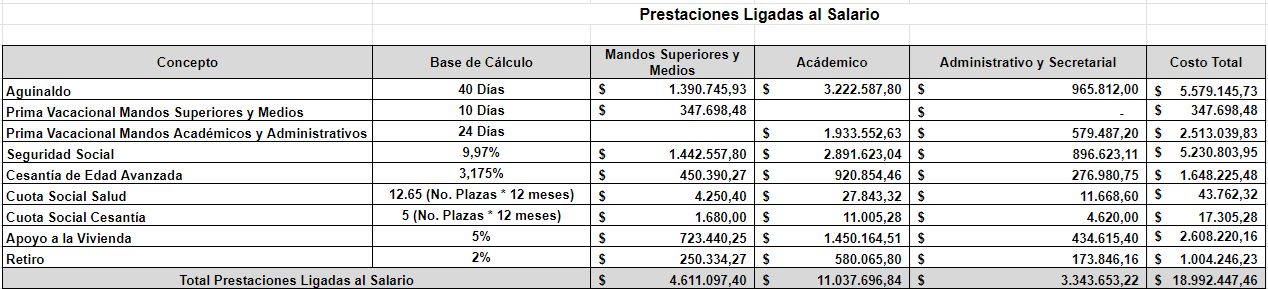 Prestaciones Ligadas al Salario
Concepto Base de Cálculo Mandos Superiores y Medios Acádemico Administrativo y Secretarial Costo Total
Aguinaldo 40 Días $ 1.390.745,93 $ 3.222.587,80 $ 965.812,00 $ 5.579.145,73
Prima Vacacional Mandos Superiores y Medios 10 Días $ 347.698,48 $ - $ 347.698,48
Prima Vacacional Mandos Académicos y Administrativos 24 Días $ 1.933.552,63 $ 579.487,20 $ 2.513.039,83
Seguridad Social 9,97% $ 1.442.557,80 $ 2.891.623,04 $ 896.623,11 $ 5.230.803,95
Cesantía de Edad Avanzada 3,175% $ 450.390,27 $ 920.854,46 $ 276.980,75 $ 1.648.225,48
Cuota Social Salud 12.65 (No. Plazas * 12 meses) $ 4.250,40 $ 27.843,32 $ 11.668,60 $ 43.762,32
Cuota Social Cesantía 5 (No. Plazas * 12 meses) $ 1.680,00 $ 11.005,28 $ 4.620,00 $ 17.305,28
Apoyo a la Vivienda 5% $ 723.440,25 $ 1.450.164,51 $ 434.615,40 $ 2.608.220,16
Retiro 2% $ 250.334,27 $ 580.065,80 $ 173.846,16 $ 1.004.246,23
Total Prestaciones Ligadas al Salario $ 4.611.097,40 $ 11.037.696,84 $ 3.343.653,22 $ 18.992.447,46